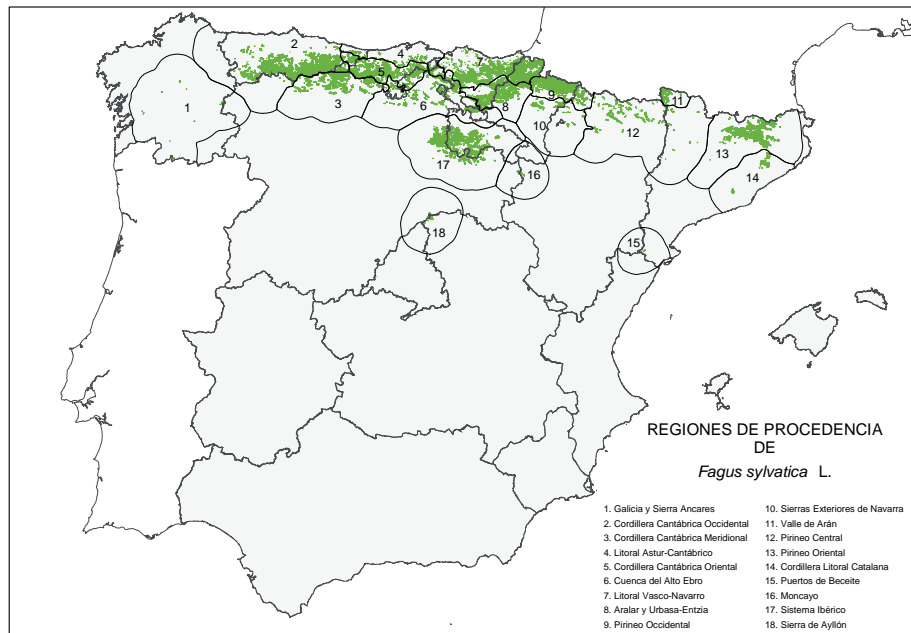 2
4
7
5
9
1
3
6
8
11
10
12
13
17
16
14
18
15
REGIONES DE PROCEDENCIA
DE
Fagus sylvatica L.
1. Galicia y Sierra Ancares
2. Cordillera Cantábrica Occidental
3. Cordillera Cantábrica Meridional
4. Litoral Astur-Cantábrico
5. Cordillera Cantábrica Oriental
6. Cuenca del Alto Ebro
7. Litoral Vasco-Navarro
8. Aralar y Urbasa-Entzia
9. Pirineo Occidental
10. Sierras Exteriores de Navarra
11. Valle de Arán
12. Pirineo Central
13. Pirineo Oriental
14. Cordillera Litoral Catalana
15. Puertos de Beceite
16. Moncayo
17. Sistema Ibérico
18. Sierra de Ayllón